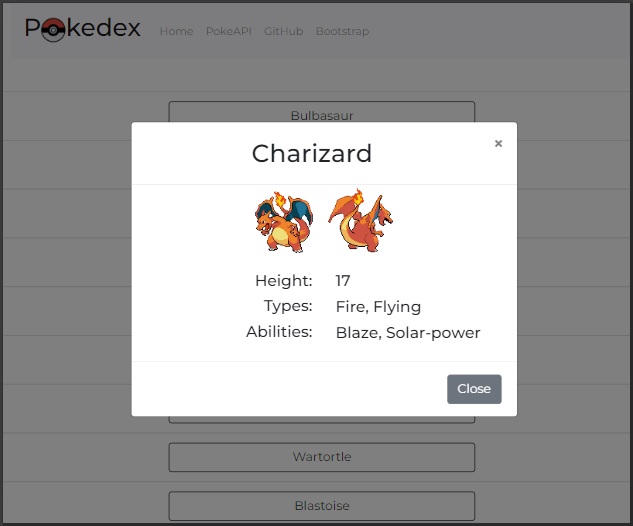 Pokedex Home PokeAPI GitHub Bootstrap
Bulbasaur
×
Charizard
Height: 17
Types: Fire, Flying
Abilities: Blaze, Solar-power
Close
Wartortle
Blastoise